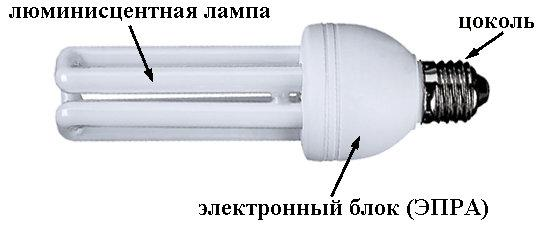 люминисцентная лампа
цоколь
электронный блок (ЭПРА)